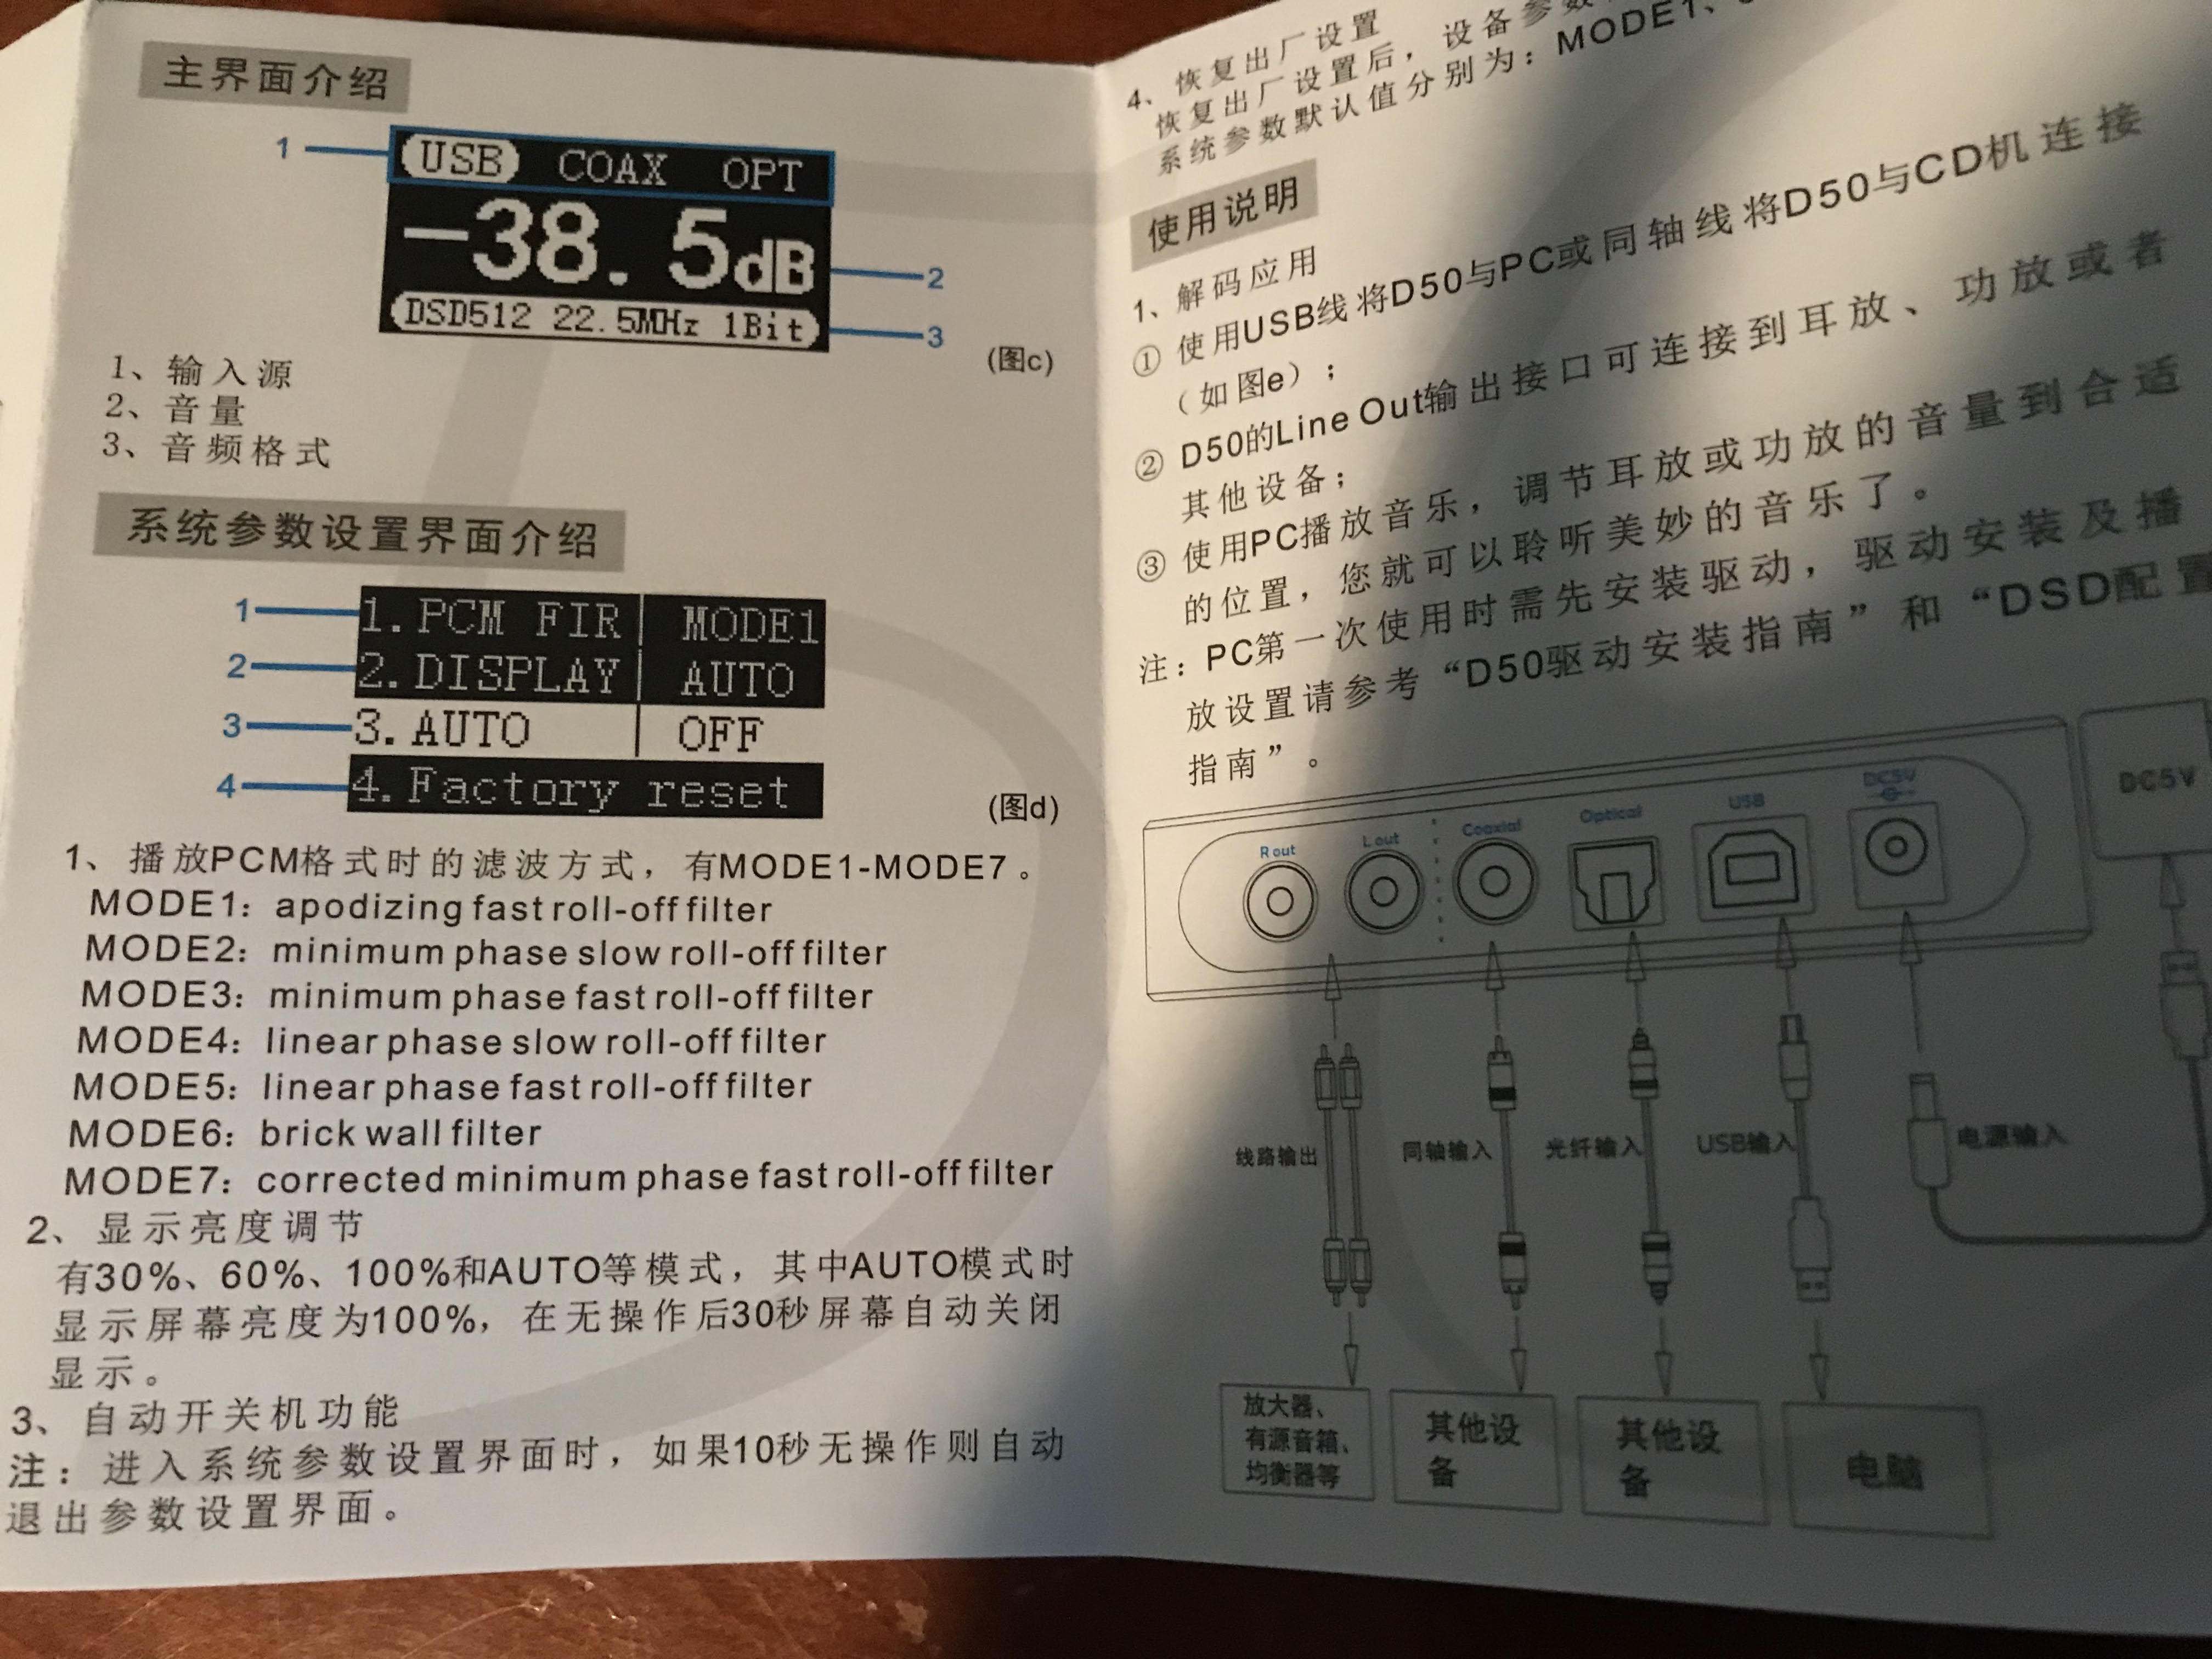 主界面介绍
1
USB COAX OPT
-38.5dB
2
DSD512 22.5MHz 1Bit
3
(图c)
1、输入源
2、音量
3、音频格式
系统参数设置界面介绍
1
1.PCM FIR MODE1
2
2.DISPLAY AUTO
3
3.AUTO OFF
4
4.Factory reset
(图d)
1、播放PCM格式时的滤波方式，有MODE1-MODE7。
MODE1: apodizing fast roll-off filter
MODE2: minimum phase slow roll-off filter
MODE3: minimum phase fast roll-off filter
MODE4: linear phase slow roll-off filter
MODE5: linear phase fast roll-off filter
MODE6: brick wall filter
MODE7: corrected minimum phase fast roll-off filter
2、显示亮度调节
有30%、60%、100%和AUTO等模式，其中AUTO模式时
显示屏幕亮度为100%，在无操作后30秒屏幕自动关闭
显示。
3、自动开关机功能
注：进入系统参数设置界面时，如果10秒无操作则自动
退出参数设置界面。
4、恢复出厂设置
恢复出厂设置后，设备参数
系统参数默认值分别为：MODE1、
使用说明
1、解码应用
① 使用USB线将D50与PC或同轴线将D50与CD机连接
（如图e）；
② D50的Line Out输出接口可连接到耳放、功放或者
其他设备；
③ 使用PC播放音乐，调节耳放或功放的音量到合适
的位置，您就可以聆听美妙的音乐了。
注：PC第一次使用时需先安装驱动，驱动安装及播
放设置请参考“D50驱动安装指南”和“DSD配置
指南”。
R out
L out
Coaxial
Optical
USB
DC5V
DC5V
线路输出
同轴输入
光纤输入
USB输入
电源输入
放大器、
有源音箱、
均衡器等
其他设
备
其他设
备
电脑